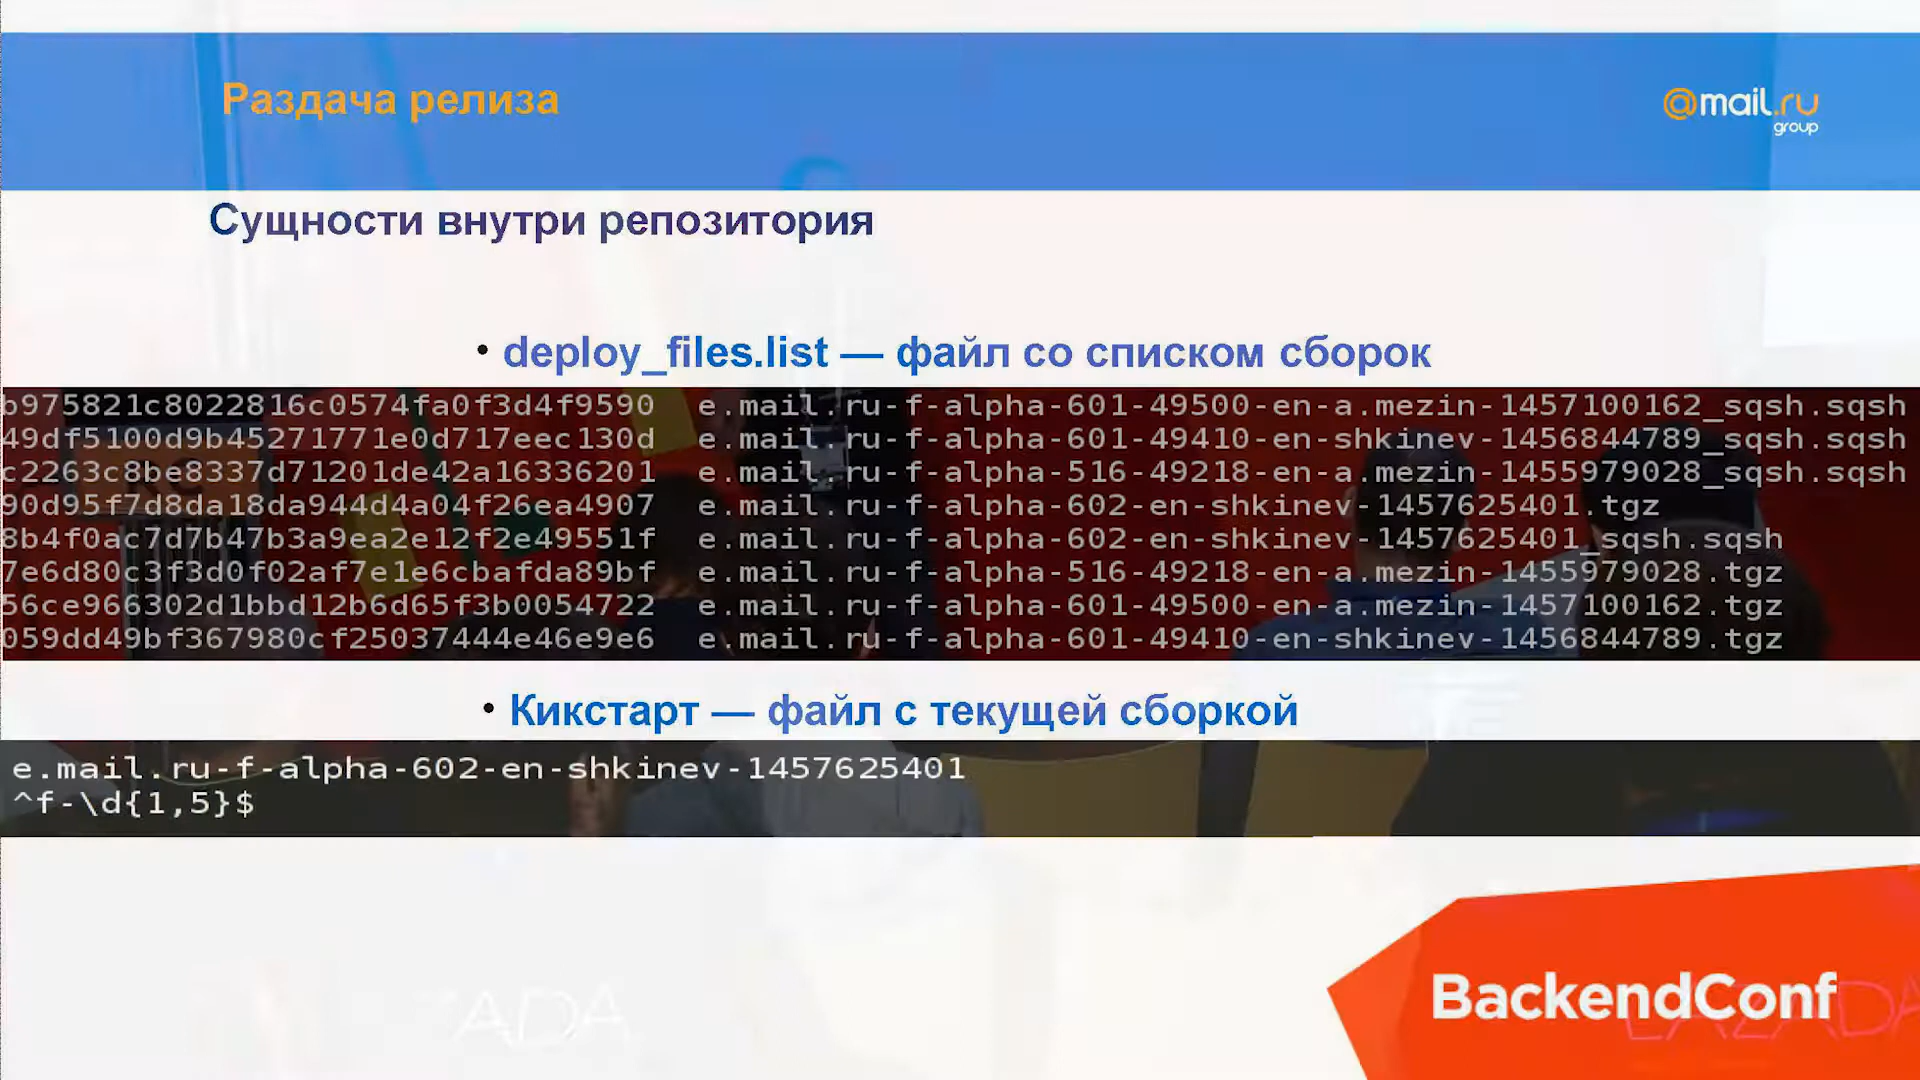 Раздача релиза
@mail.ru
group
Сущности внутри репозитория
• deploy_files.list — файл со списком сборок
b975821c8022816c0574fa0f3d4f9590 e.mail.ru-f-alpha-601-49500-en-a.mezin-1457100162_sqsh.sqsh
49df5100d9b45271771e0d717eec130d e.mail.ru-f-alpha-601-49410-en-shkinev-1456844789_sqsh.sqsh
c2263c8be8337d71201de42a16336201 e.mail.ru-f-alpha-516-49218-en-a.mezin-1455979028_sqsh.sqsh
90d95f7d8da18da944d4a04f26ea4907 e.mail.ru-f-alpha-602-en-shkinev-1457625401.tgz
8b4f0ac7d7b47b3a9ea2e12f2e49551f e.mail.ru-f-alpha-602-en-shkinev-1457625401_sqsh.sqsh
7e6d80c3f3d0f02af7e1e6cbafda89bf e.mail.ru-f-alpha-516-49218-en-a.mezin-1455979028.tgz
56ce966302d1bbd12b6d65f3b0054722 e.mail.ru-f-alpha-601-49500-en-a.mezin-1457100162.tgz
059dd49bf367980cf25037444e46e9e6 e.mail.ru-f-alpha-601-49410-en-shkinev-1456844789.tgz
• Кикстарт — файл с текущей сборкой
e.mail.ru-f-alpha-602-en-shkinev-1457625401
^f-\d{1,5}$
BackendConf
LAZADA